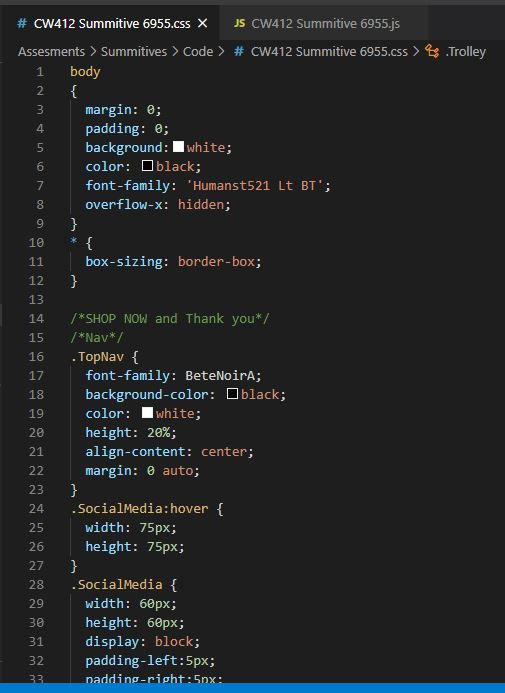 # CW412 Summitive 6955.css × JS CW412 Summitive 6955.js
Assesments > Summitives > Code > # CW412 Summitive 6955.css > .Trolley
1 body
2 {
3 margin: 0;
4 padding: 0;
5 background: white;
6 color: black;
7 font-family: 'Humanst521 Lt BT';
8 overflow-x: hidden;
9 }
10 * {
11 box-sizing: border-box;
12 }
13
14 /*SHOP NOW and Thank you*/
15 /*Nav*/
16 .TopNav {
17 font-family: BeteNoirA;
18 background-color: black;
19 color: white;
20 height: 20%;
21 align-content: center;
22 margin: 0 auto;
23 }
24 .SocialMedia:hover {
25 width: 75px;
26 height: 75px;
27 }
28 .SocialMedia {
29 width: 60px;
30 height: 60px;
31 display: block;
32 padding-left:5px;
33 padding-right:5px;